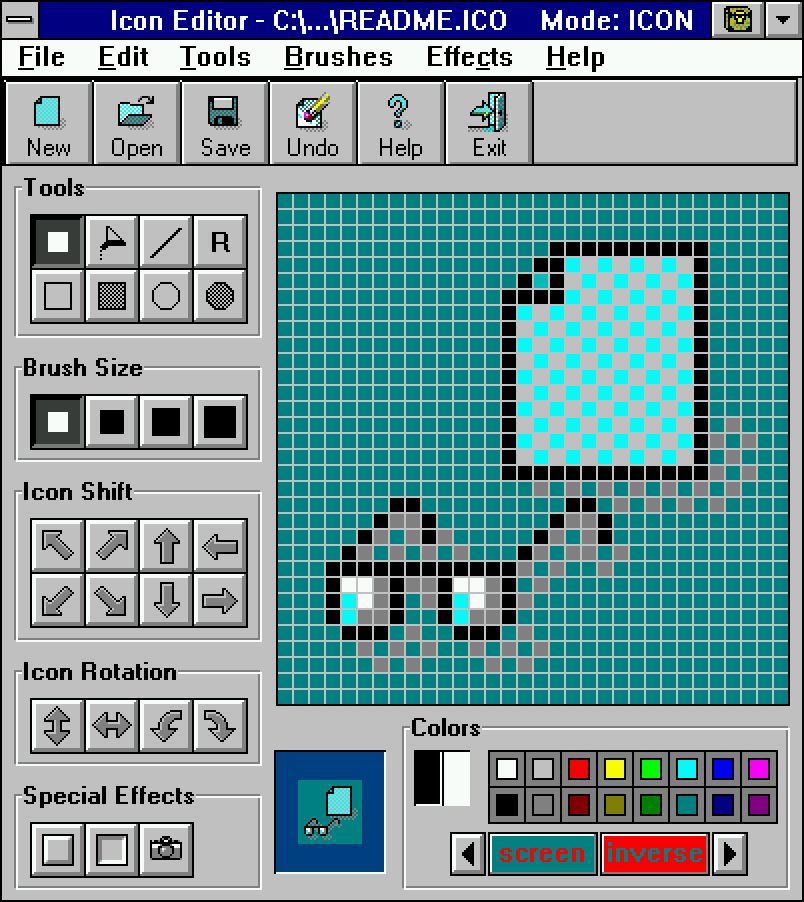 Icon Editor - C:\...\README.ICO Mode: ICON
File Edit Tools Brushes Effects Help
New Open Save Undo Help Exit
Tools
R
Brush Size
Icon Shift
Icon Rotation
Colors
Special Effects
screen inverse